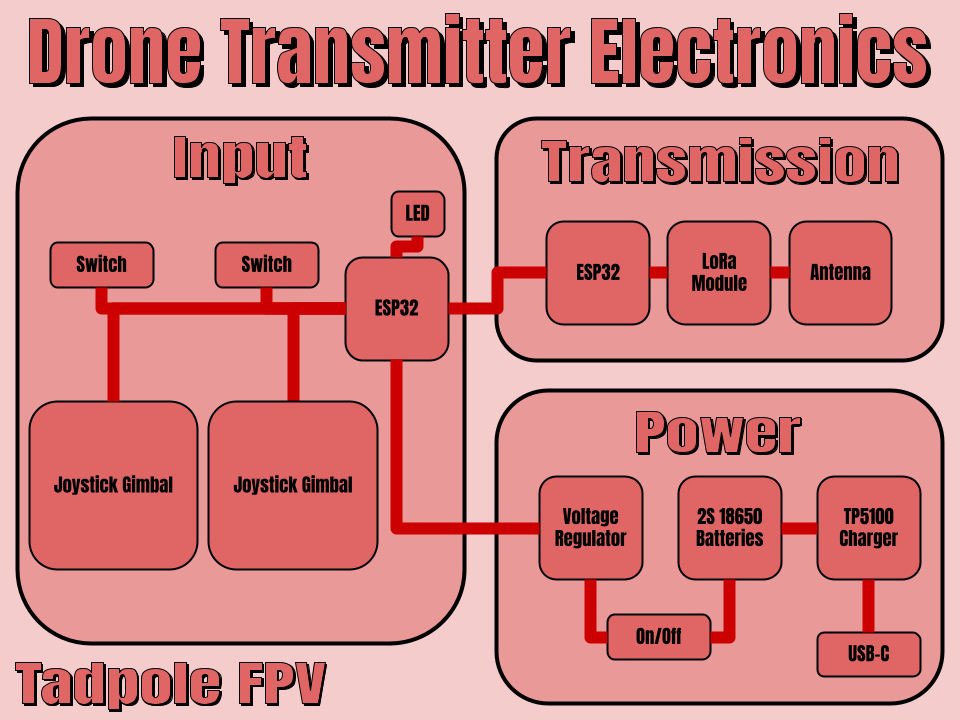 Drone Transmitter Electronics
Input
LED
Switch
Switch
ESP32
Joystick Gimbal
Joystick Gimbal
Transmission
ESP32
LoRa
Module
Antenna
Power
Voltage
Regulator
2S 18650
Batteries
TP5100
Charger
On/Off
USB-C
Tadpole FPV